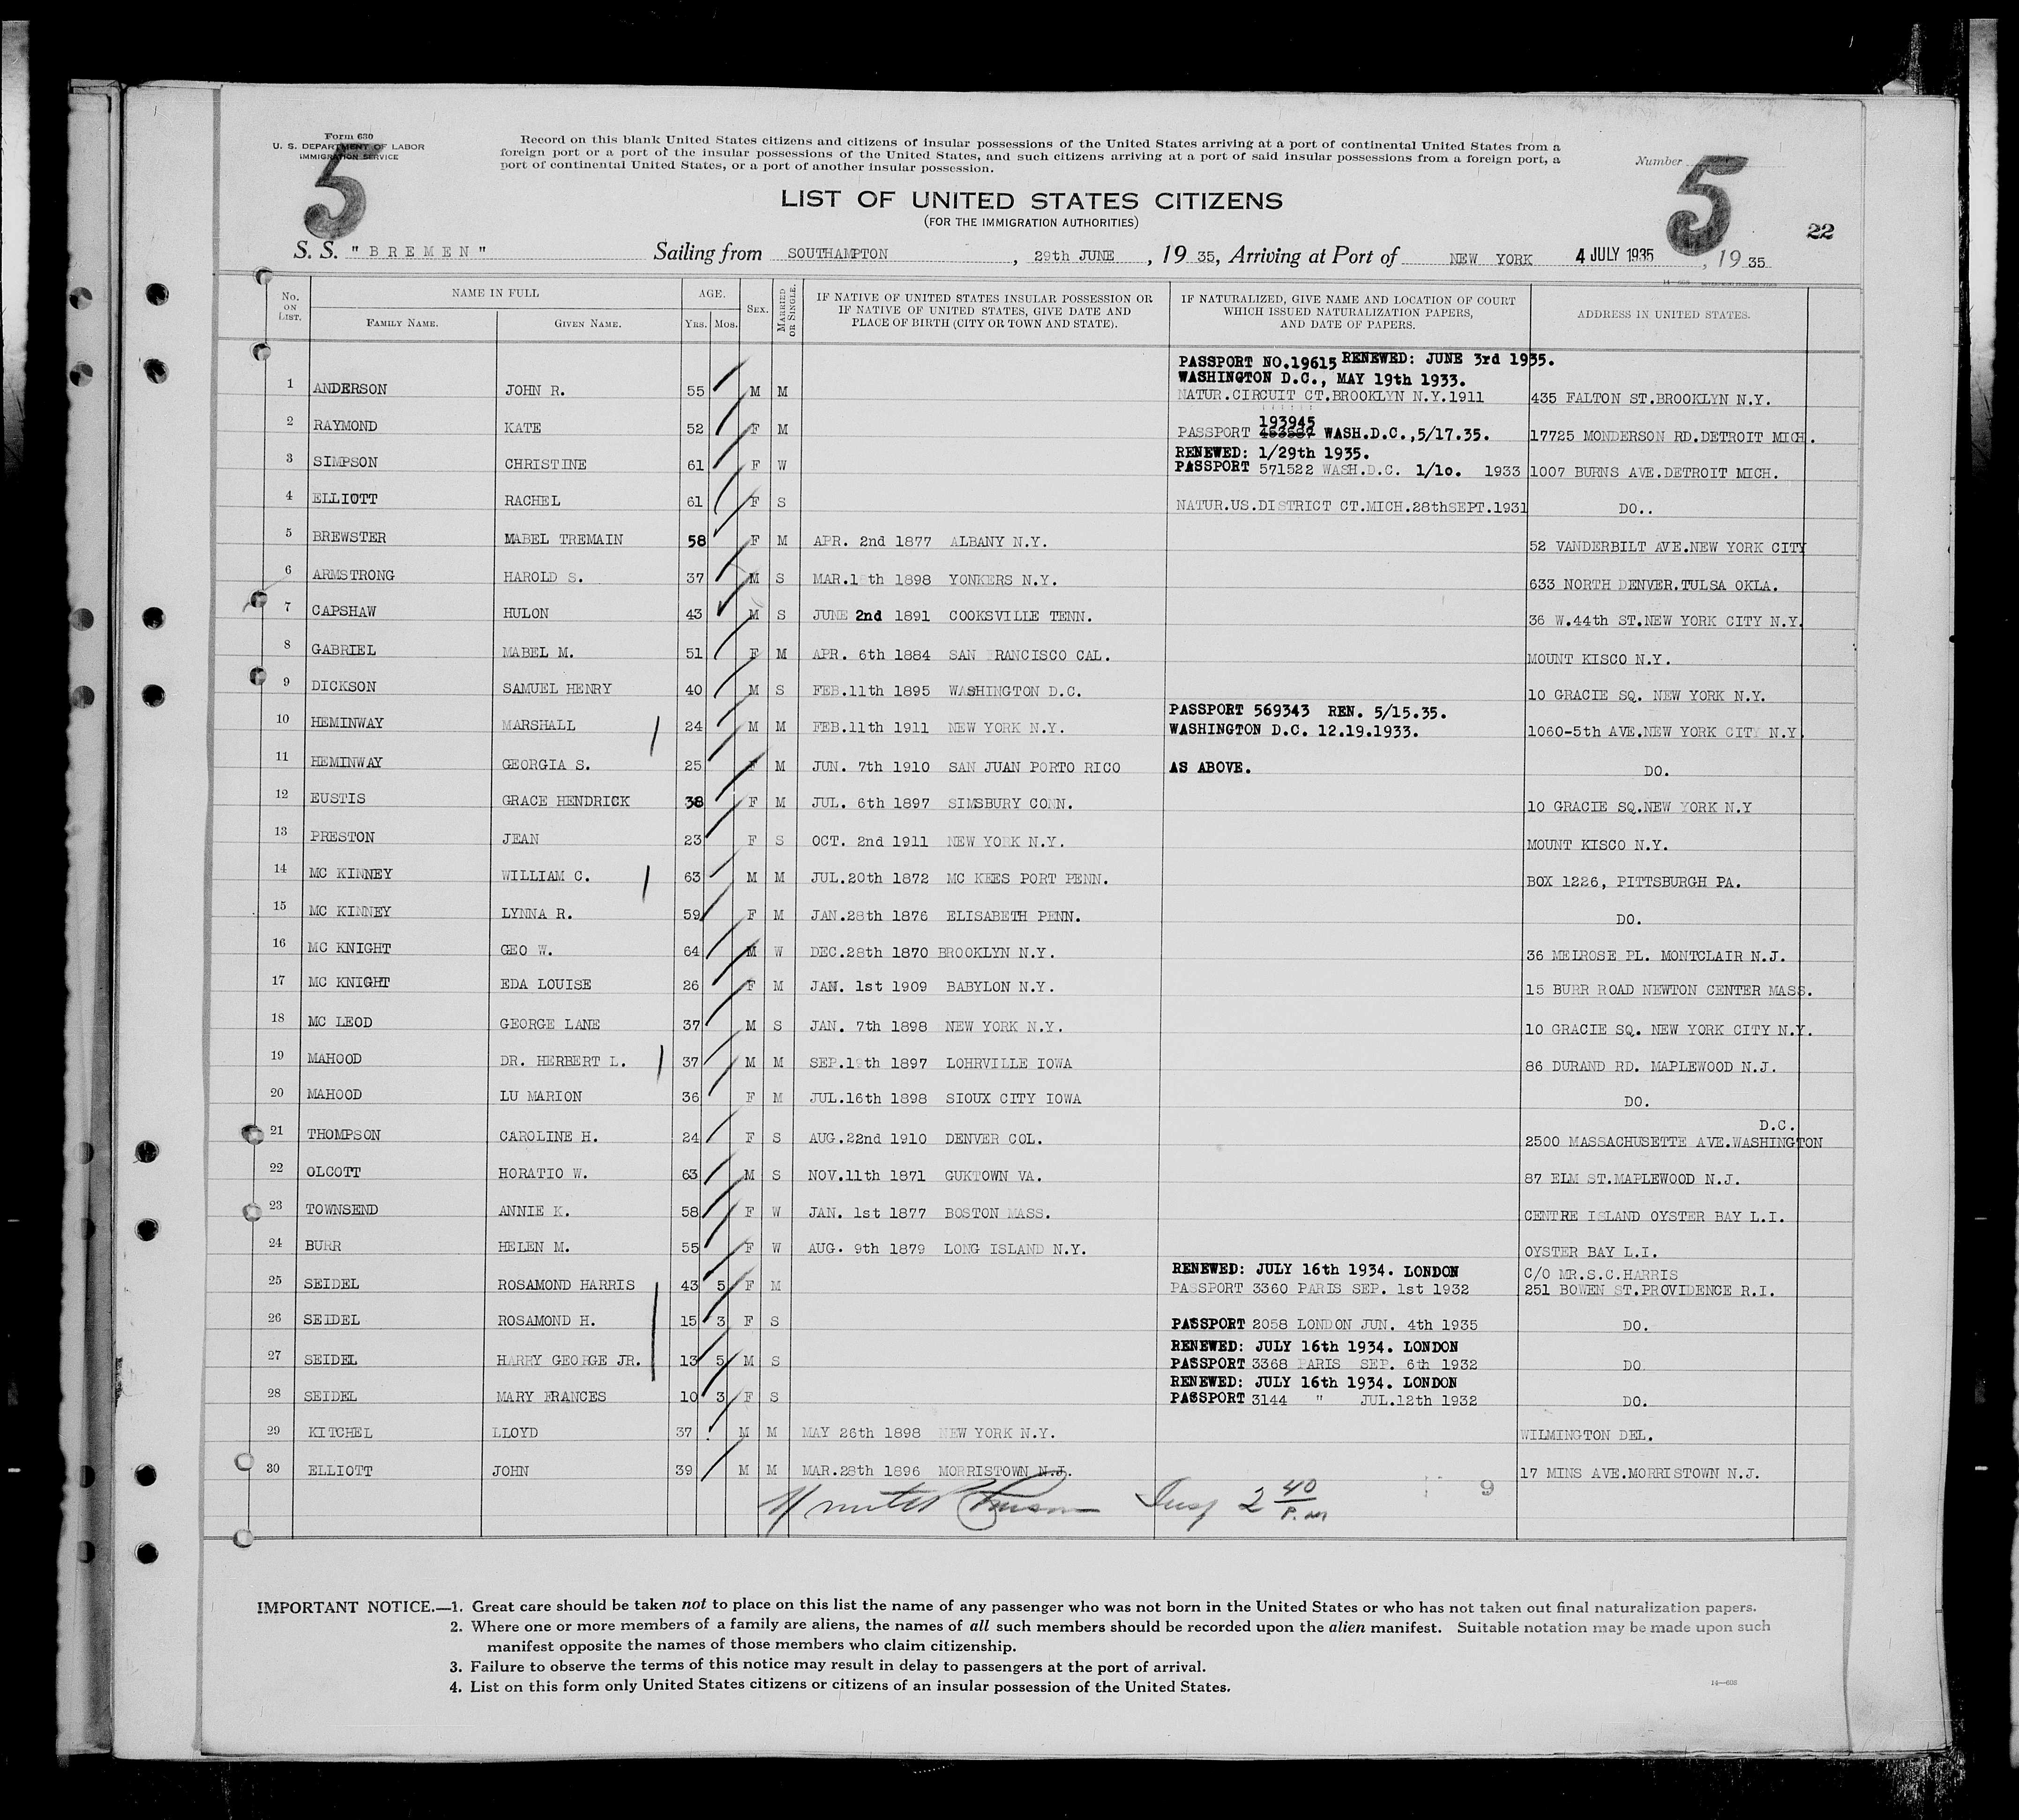 Form 630
U. S. DEPARTMENT OF LABOR
IMMIGRATION SERVICE
5
Record on this blank United States citizens and citizens of insular possessions of the United States arriving at a port of continental United States from a
foreign port or a port of the insular possessions of the United States, and such citizens arriving at a port of said insular possessions from a foreign port, a
port of continental United States, or a port of another insular possession.
Number
5
22
LIST OF UNITED STATES CITIZENS
(FOR THE IMMIGRATION AUTHORITIES)
S. S. "BREMEN" Sailing from SOUTHAMPTON, 29th JUNE, 19 35, Arriving at Port of NEW YORK 4 JULY 1935, 19 35
No. ON LIST. NAME IN FULL AGE. SEX. MARRIED OR SINGLE. IF NATIVE OF UNITED STATES INSULAR POSSESSION OR IF NATIVE OF UNITED STATES, GIVE DATE AND PLACE OF BIRTH (CITY OR TOWN AND STATE). IF NATURALIZED, GIVE NAME AND LOCATION OF COURT WHICH ISSUED NATURALIZATION PAPERS, AND DATE OF PAPERS. ADDRESS IN UNITED STATES.
FAMILY NAME. GIVEN NAME. YRS. MOS.
PASSPORT NO.19615 RENEWED: JUNE 3rd 1935.
WASHINGTON D.C., MAY 19th 1933.
1 ANDERSON JOHN R. 55 M M NATUR.CIRCUIT CT.BROOKLYN N.Y.1911 435 FALTON ST.BROOKLYN N.Y.
193945
2 RAYMOND KATE 52 F M PASSPORT 453587 WASH.D.C.,5/17.35. 17725 MONDERSON RD.DETROIT MICH.
RENEWED: 1/29th 1935.
3 SIMPSON CHRISTINE 61 F W PASSPORT 571522 WASH.D.C. 1/10. 1933 1007 BURNS AVE.DETROIT MICH.
4 ELLIOTT RACHEL 61 F S NATUR.US.DISTRICT CT.MICH.28thSEPT.1931 DO..
5 BREWSTER MABEL TREMAIN 58 F M APR. 2nd 1877 ALBANY N.Y. 52 VANDERBILT AVE.NEW YORK CITY
6 ARMSTRONG HAROLD S. 37 M S MAR. 1898 YONKERS N.Y. 633 NORTH DENVER.TULSA OKLA.
7 CAPSHAW HULON 43 M S JUNE 2nd 1891 COOKSVILLE TENN. 36 W.44th ST.NEW YORK CITY N.Y.
8 GABRIEL MABEL M. 51 F M APR. 6th 1884 SAN FRANCISCO CAL. MOUNT KISCO N.Y.
9 DICKSON SAMUEL HENRY 40 M S FEB.11th 1895 WASHINGTON D.C. 10 GRACIE SQ. NEW YORK N.Y.
PASSPORT 569343 REN. 5/15.35.
10 HEMINWAY MARSHALL 24 M M FEB.11th 1911 NEW YORK N.Y. WASHINGTON D.C. 12.19.1933. 1060-5th AVE.NEW YORK CITY N.Y.
11 HEMINWAY GEORGIA S. 25 F M JUN. 7th 1910 SAN JUAN PORTO RICO AS ABOVE. DO.
12 EUSTIS GRACE HENDRICK 38 F M JUL. 6th 1897 SIMSBURY CONN. 10 GRACIE SQ.NEW YORK N.Y
13 PRESTON JEAN 23 F S OCT. 2nd 1911 NEW YORK N.Y. MOUNT KISCO N.Y.
14 MC KINNEY WILLIAM C. 63 M M JUL.20th 1872 MC KEES PORT PENN. BOX 1226, PITTSBURGH PA.
15 MC KINNEY LYNNA R. 59 F M JAN.28th 1876 ELISABETH PENN. DO.
16 MC KNIGHT GEO W. 64 M W DEC.28th 1870 BROOKLYN N.Y. 36 MELROSE PL. MONTCLAIR N.J.
17 MC KNIGHT EDA LOUISE 26 F M JAN. 1st 1909 BABYLON N.Y. 15 BURR ROAD NEWTON CENTER MASS.
18 MC LEOD GEORGE LANE 37 M S JAN. 7th 1898 NEW YORK N.Y. 10 GRACIE SQ. NEW YORK CITY N.Y.
19 MAHOOD DR. HERBERT L. 37 M M SEP. 1897 LOHRVILLE IOWA 86 DURAND RD. MAPLEWOOD N.J.
20 MAHOOD LU MARION 36 F M JUL.16th 1898 SIOUX CITY IOWA DO.
D.C.
21 THOMPSON CAROLINE H. 24 F S AUG.22nd 1910 DENVER COL. 2500 MASSACHUSETTE AVE.WASHINGTON
22 OLCOTT HORATIO W. 63 M S NOV.11th 1871 GUKTOWN VA. 87 ELM ST.MAPLEWOOD N.J.
23 TOWNSEND ANNIE K. 58 F W JAN. 1st 1877 BOSTON MASS. CENTRE ISLAND OYSTER BAY L.I.
24 BURR HELEN M. 55 F W AUG. 9th 1879 LONG ISLAND N.Y. OYSTER BAY L.I.
RENEWED: JULY 16th 1934. LONDON C/O MR.S.C.HARRIS
25 SEIDEL ROSAMOND HARRIS 43 5 F M PASSPORT 3360 PARIS SEP. 1st 1932 251 BOWEN ST.PROVIDENCE R.I.
26 SEIDEL ROSAMOND H. 15 3 F S PASSPORT 2058 LONDON JUN. 4th 1935 DO.
RENEWED: JULY 16th 1934. LONDON
27 SEIDEL HARRY GEORGE JR. 13 5 M S PASSPORT 3368 PARIS SEP. 6th 1932 DO
RENEWED: JULY 16th 1934. LONDON
28 SEIDEL MARY FRANCES 10 3 F S PASSPORT 3144 " JUL.12th 1932 DO.
29 KITCHEL LLOYD 37 M M MAY 26th 1898 NEW YORK N.Y. WILMINGTON DEL.
30 ELLIOTT JOHN 39 M M MAR.28th 1896 MORRISTOWN N.J. 17 MINS AVE.MORRISTOWN N.J.
Insp 2 40 P.M 9
IMPORTANT NOTICE.—1. Great care should be taken not to place on this list the name of any passenger who was not born in the United States or who has not taken out final naturalization papers.
2. Where one or more members of a family are aliens, the names of all such members should be recorded upon the alien manifest. Suitable notation may be made upon such
manifest opposite the names of those members who claim citizenship.
3. Failure to observe the terms of this notice may result in delay to passengers at the port of arrival.
4. List on this form only United States citizens or citizens of an insular possession of the United States.
14—608